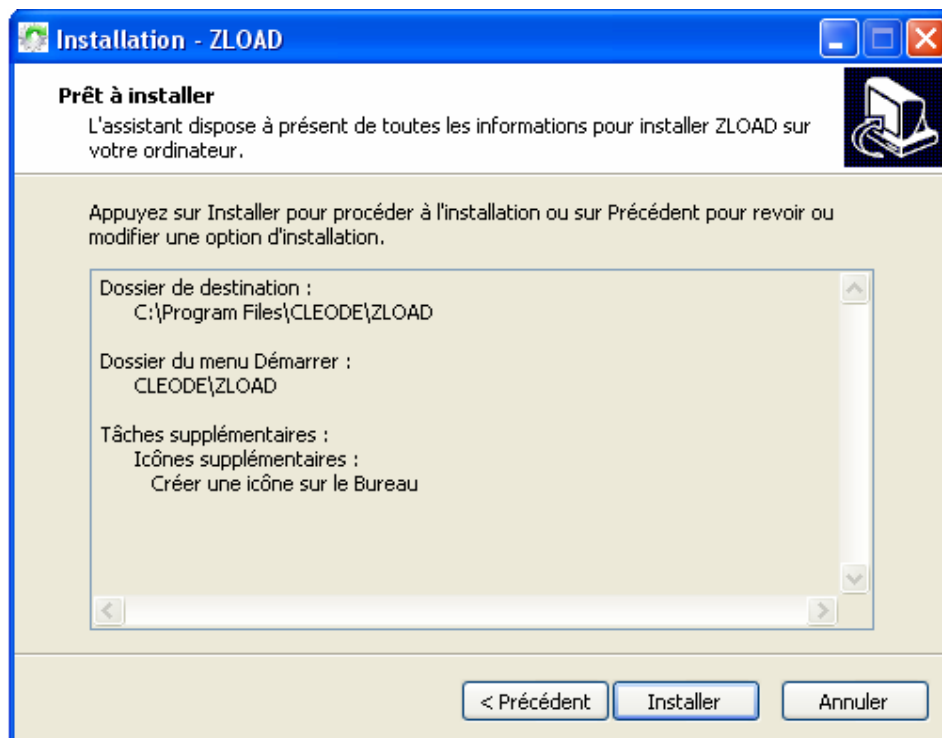 Installation - ZLOAD
Prêt à installer
L'assistant dispose à présent de toutes les informations pour installer ZLOAD sur
votre ordinateur.
Appuyez sur Installer pour procéder à l'installation ou sur Précédent pour revoir ou
modifier une option d'installation.
Dossier de destination :
C:\Program Files\CLEODE\ZLOAD
Dossier du menu Démarrer :
CLEODE\ZLOAD
Tâches supplémentaires :
Icônes supplémentaires :
Créer une icône sur le Bureau
< Précédent Installer Annuler